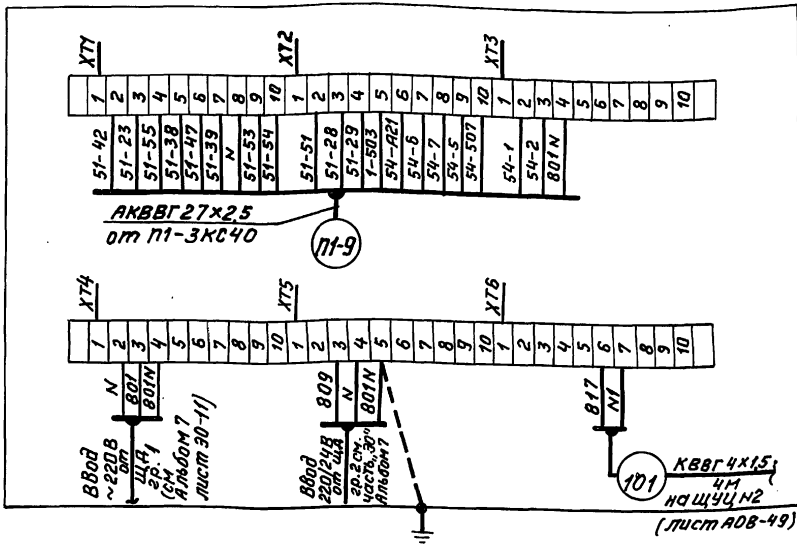 XT1 XT2 XT3
1 2 3 4 5 6 7 8 9 10 1 2 3 4 5 6 7 8 9 10 1 2 3 4 5 6 7 8 9 10
51-42
51-23
51-55
51-38
51-47
51-39
N
51-53
51-54
51-51
51-28
51-29
1-503
54-А21
54-6
54-7
54-5
54-507
54-1
54-2
801N
АКВВГ27×2,5
от П1-ЗКС40
П1-9
XT4 XT5 XT6
1 2 3 4 5 6 7 8 9 10 1 2 3 4 5 6 7 8 9 10 1 2 3 4 5 6 7 8 9 10
N
801
801N
809
N
801N
817
N1
Ввод
~220В
от
ЩА
гр.1
(см
Альбом 7
лист ЭО-11)
Ввод
220/24В
от ЩА
гр.2 см.
часть„ЭО"
Альбом 7
101
КВВГ 4×1,5
4м
на ЩУЦ N2
(лист АОВ-49)